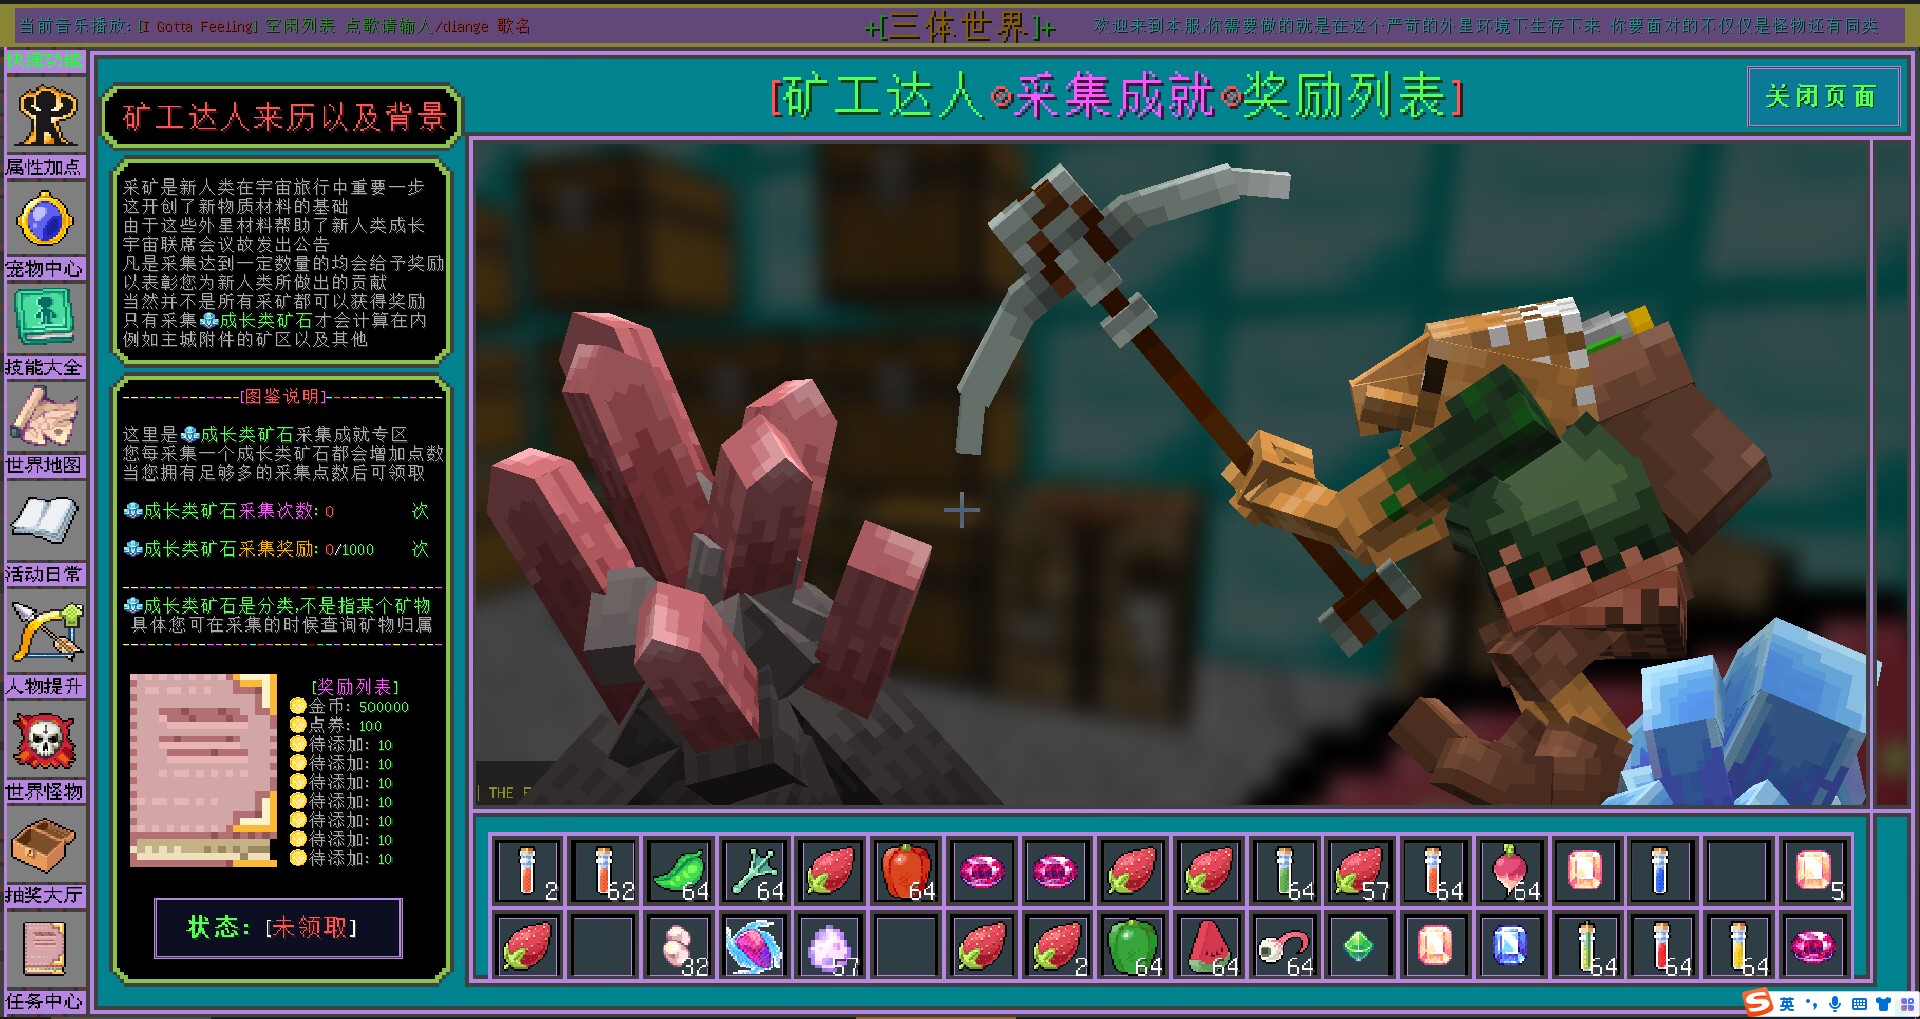 当前音乐播放: [I Gotta Feeling] 空闲列表 点歌请输入/diange 歌名
+[三体世界]+
欢迎来到本服,你需要做的就是在这个严苛的外星环境下生存下来 你要面对的不仅仅是怪物还有同类
快捷功能
属性加点
宠物中心
技能大全
世界地图
活动日常
人物提升
世界怪物
抽奖大厅
任务中心
[矿工达人◎采集成就◎奖励列表]
关闭页面
矿工达人来历以及背景
采矿是新人类在宇宙旅行中重要一步
这开创了新物质材料的基础
由于这些外星材料帮助了新人类成长
宇宙联席会议故发出公告
凡是采集达到一定数量的均会给予奖励
以表彰您为新人类所做出的贡献
当然并不是所有采矿都可以获得奖励
只有采集成长类矿石才会计算在内
例如主城附件的矿区以及其他
[图鉴说明]
这里是成长类矿石采集成就专区
您每采集一个成长类矿石都会增加点数
当您拥有足够多的采集点数后可领取
成长类矿石采集次数: 0 次
成长类矿石采集奖励: 0/1000 次
成长类矿石是分类,不是指某个矿物
具体您可在采集的时候查询矿物归属
[奖励列表]
金币: 500000
点券: 100
待添加: 10
待添加: 10
待添加: 10
待添加: 10
待添加: 10
待添加: 10
待添加: 10
状态: [未领取]
THE
2 62 64 64 64 64 57 64 64 5
32 57 2 64 64 64 64 64 64
英